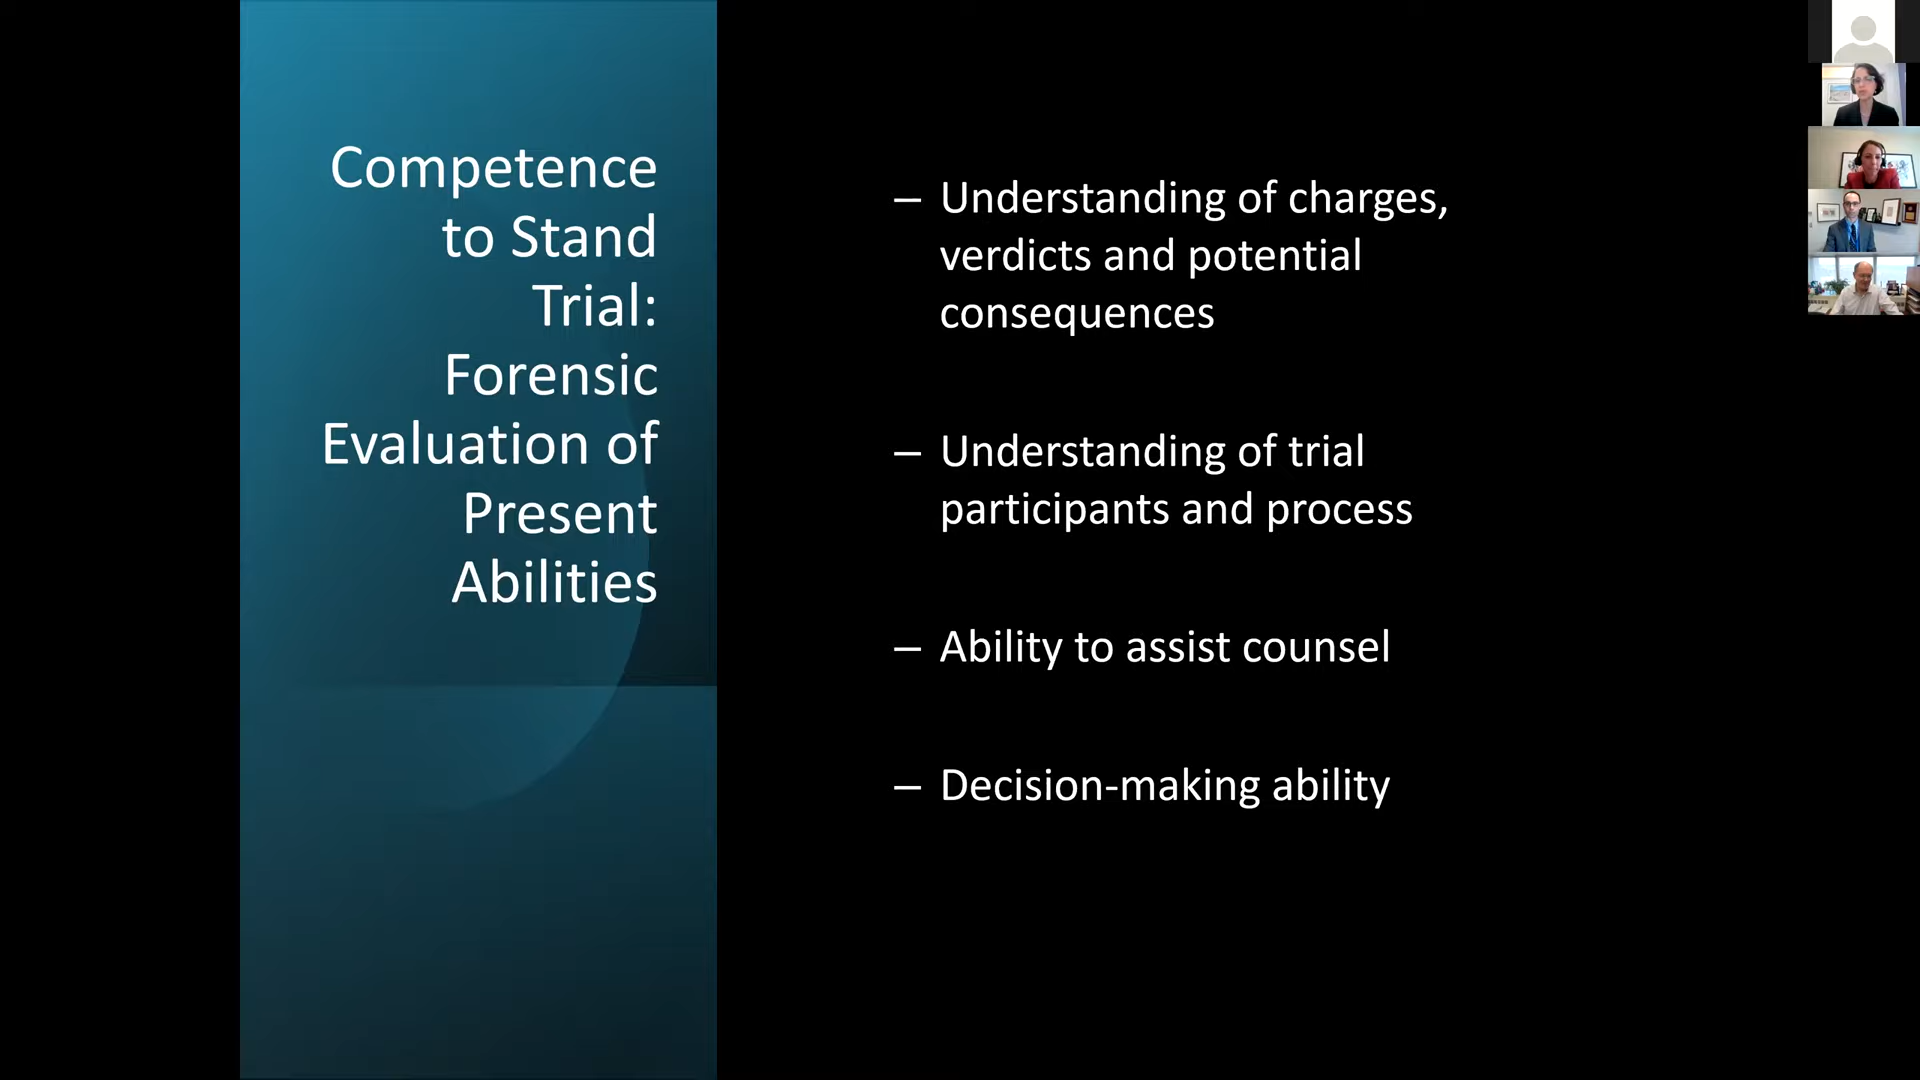 Competence
to Stand
Trial:
Forensic
Evaluation of
Present
Abilities
– Understanding of charges,
verdicts and potential
consequences
– Understanding of trial
participants and process
– Ability to assist counsel
– Decision-making ability